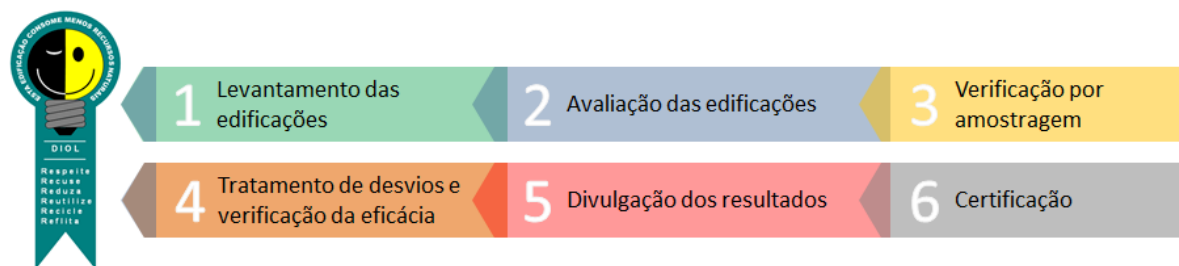 ESTA EDIFICAÇÃO CONSOME MENOS RECURSOS NATURAIS
DIOL
Respeite
Recuse
Reduza
Reutilize
Recicle
Reflita
1 Levantamento das
edificações
2 Avaliação das edificações
3 Verificação por
amostragem
4 Tratamento de desvios e
verificação da eficácia
5 Divulgação dos resultados
6 Certificação